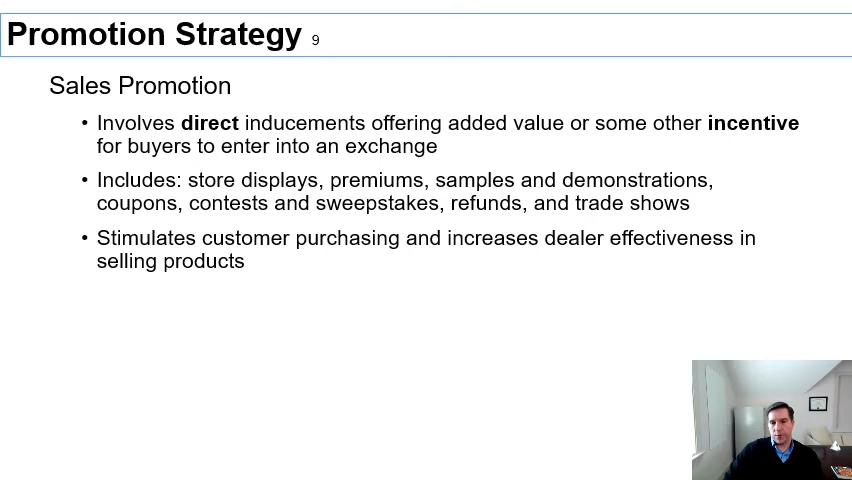 Promotion Strategy 9
Sales Promotion
• Involves direct inducements offering added value or some other incentive
for buyers to enter into an exchange
• Includes: store displays, premiums, samples and demonstrations,
coupons, contests and sweepstakes, refunds, and trade shows
• Stimulates customer purchasing and increases dealer effectiveness in
selling products